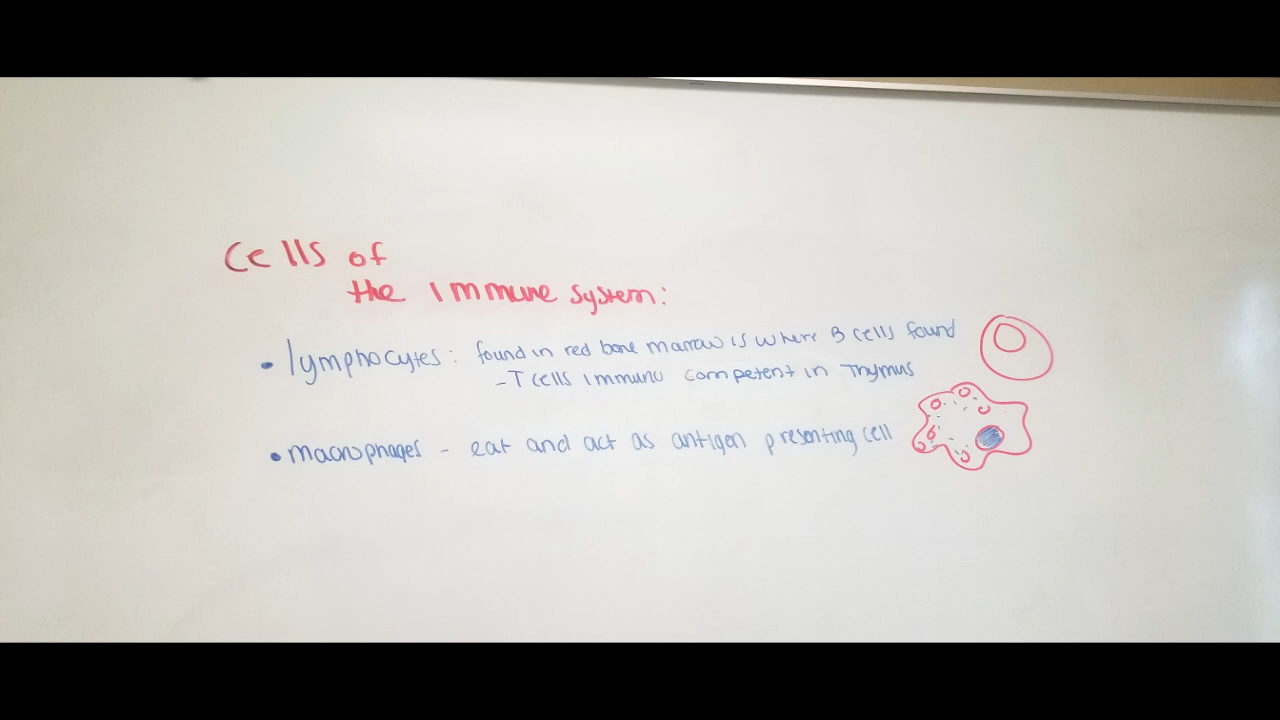 Cells of
the Immune system:
• lymphocytes: found in red bone marrow is where B cells found
- T cells immuno competent in Thymus
• macrophages - eat and act as antigen presenting cell